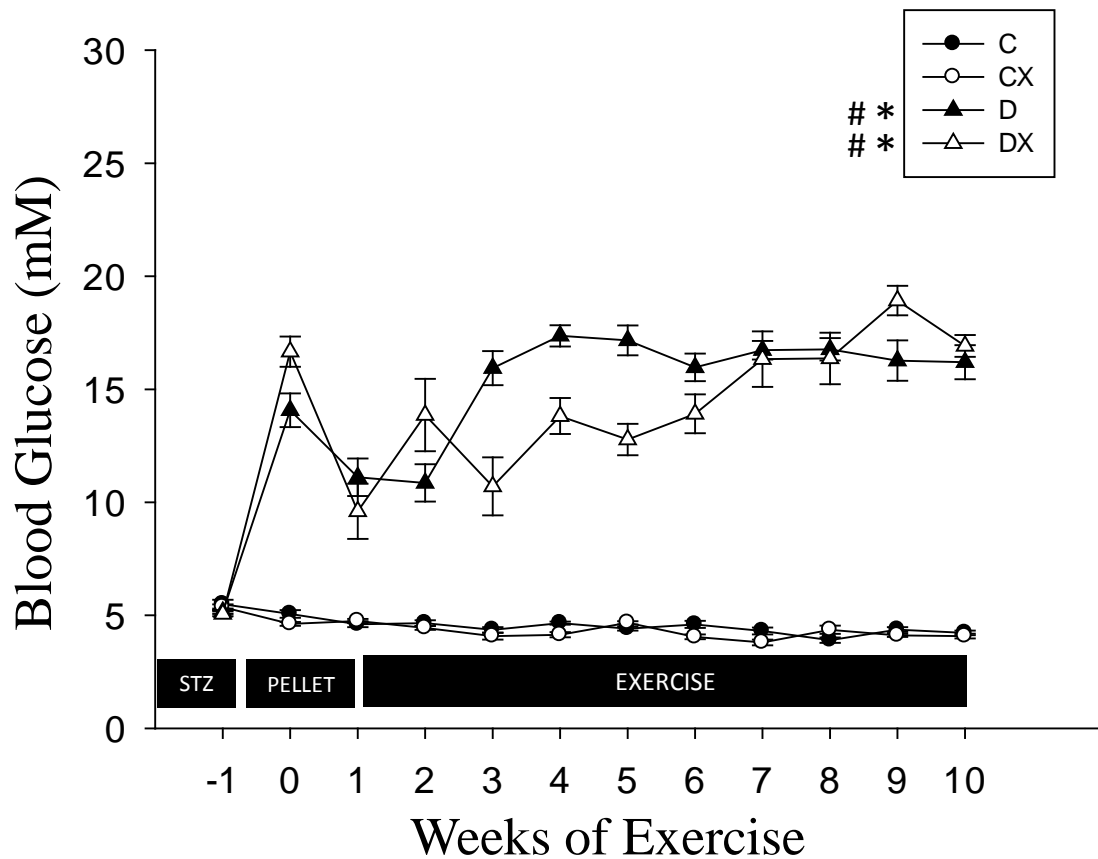 C
CX
# * D
# * DX
30
25
20
15
10
5
0
Blood Glucose (mM)
STZ PELLET EXERCISE
-1 0 1 2 3 4 5 6 7 8 9 10
Weeks of Exercise